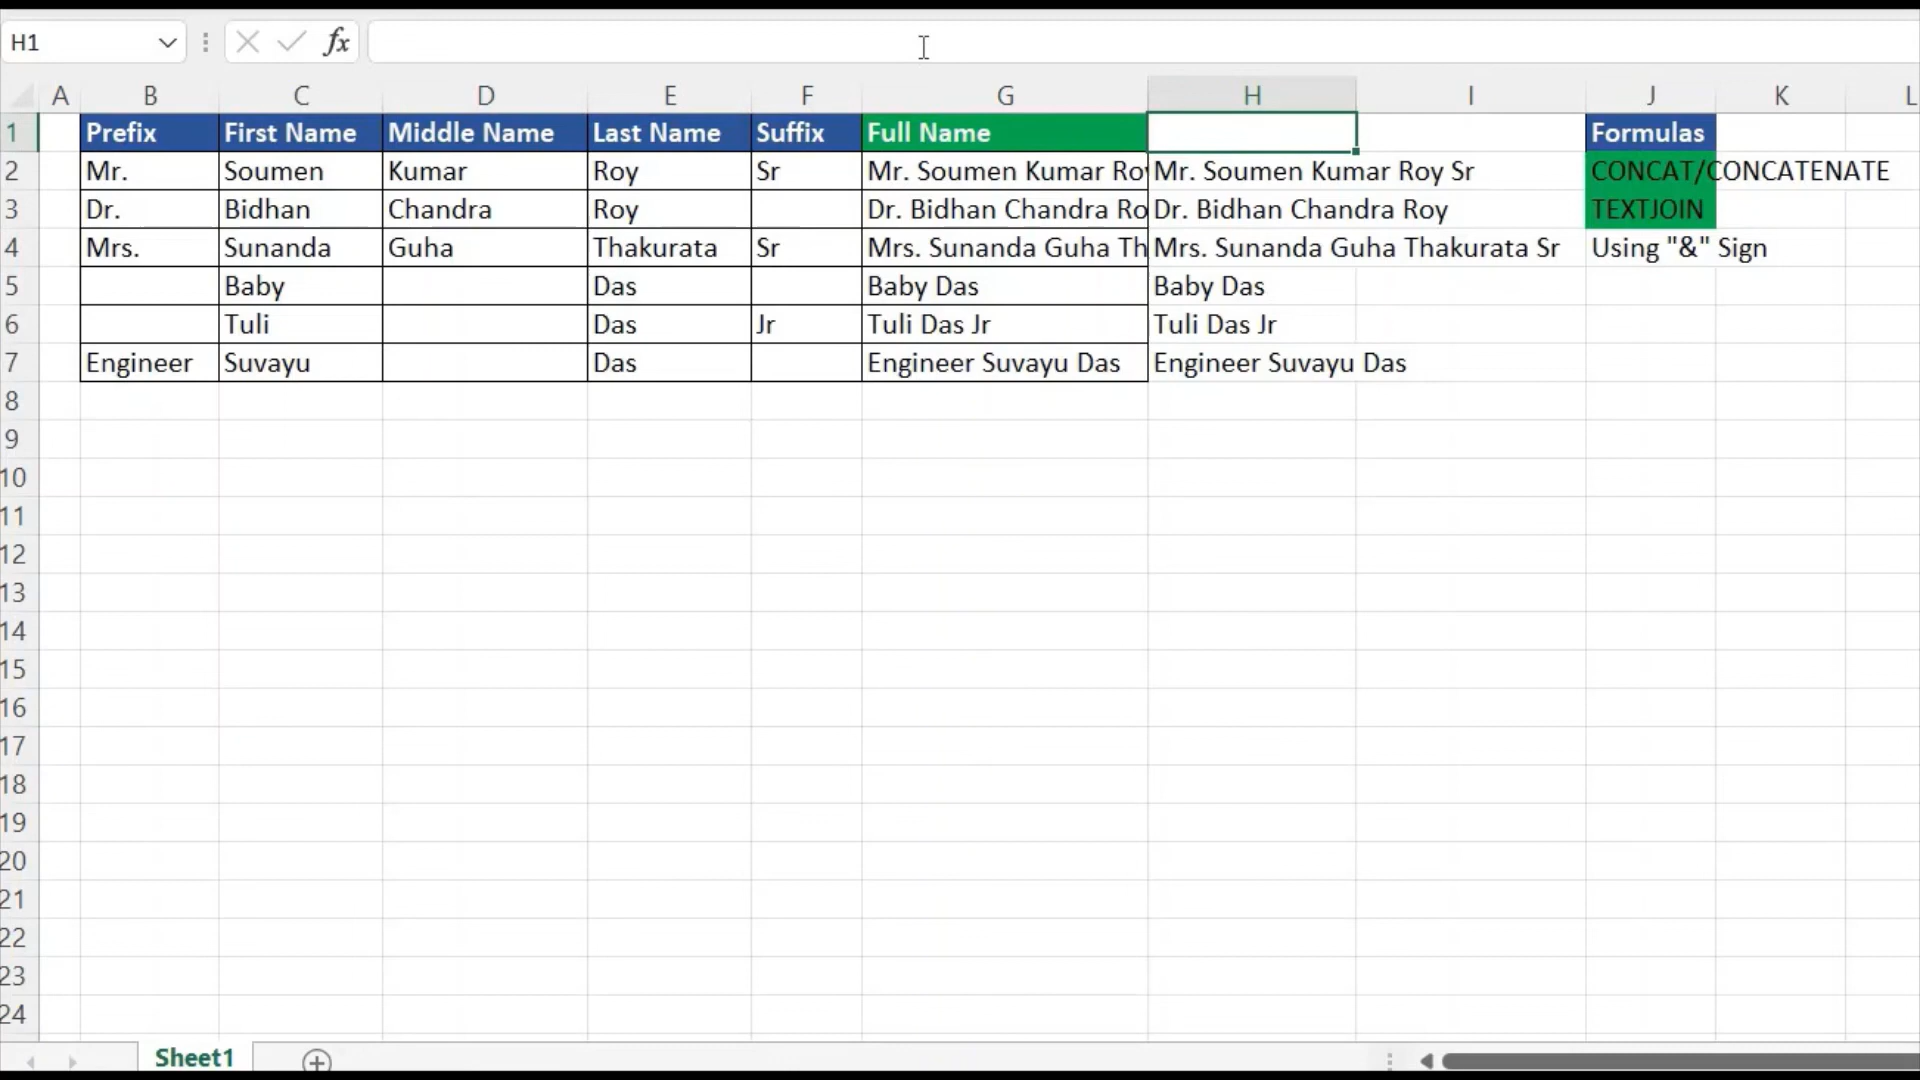 H1
fx
A B C D E F G H I J K L
1 Prefix First Name Middle Name Last Name Suffix Full Name Formulas
2 Mr. Soumen Kumar Roy Sr Mr. Soumen Kumar Roy Mr. Soumen Kumar Roy Sr CONCAT/CONCATENATE
3 Dr. Bidhan Chandra Roy Dr. Bidhan Chandra Ro Dr. Bidhan Chandra Roy TEXTJOIN
4 Mrs. Sunanda Guha Thakurata Sr Mrs. Sunanda Guha Th Mrs. Sunanda Guha Thakurata Sr Using "&" Sign
5 Baby Das Baby Das Baby Das
6 Tuli Das Jr Tuli Das Jr Tuli Das Jr
7 Engineer Suvayu Das Engineer Suvayu Das Engineer Suvayu Das
8
9
10
11
12
13
14
15
16
17
18
19
20
21
22
23
24
Sheet1